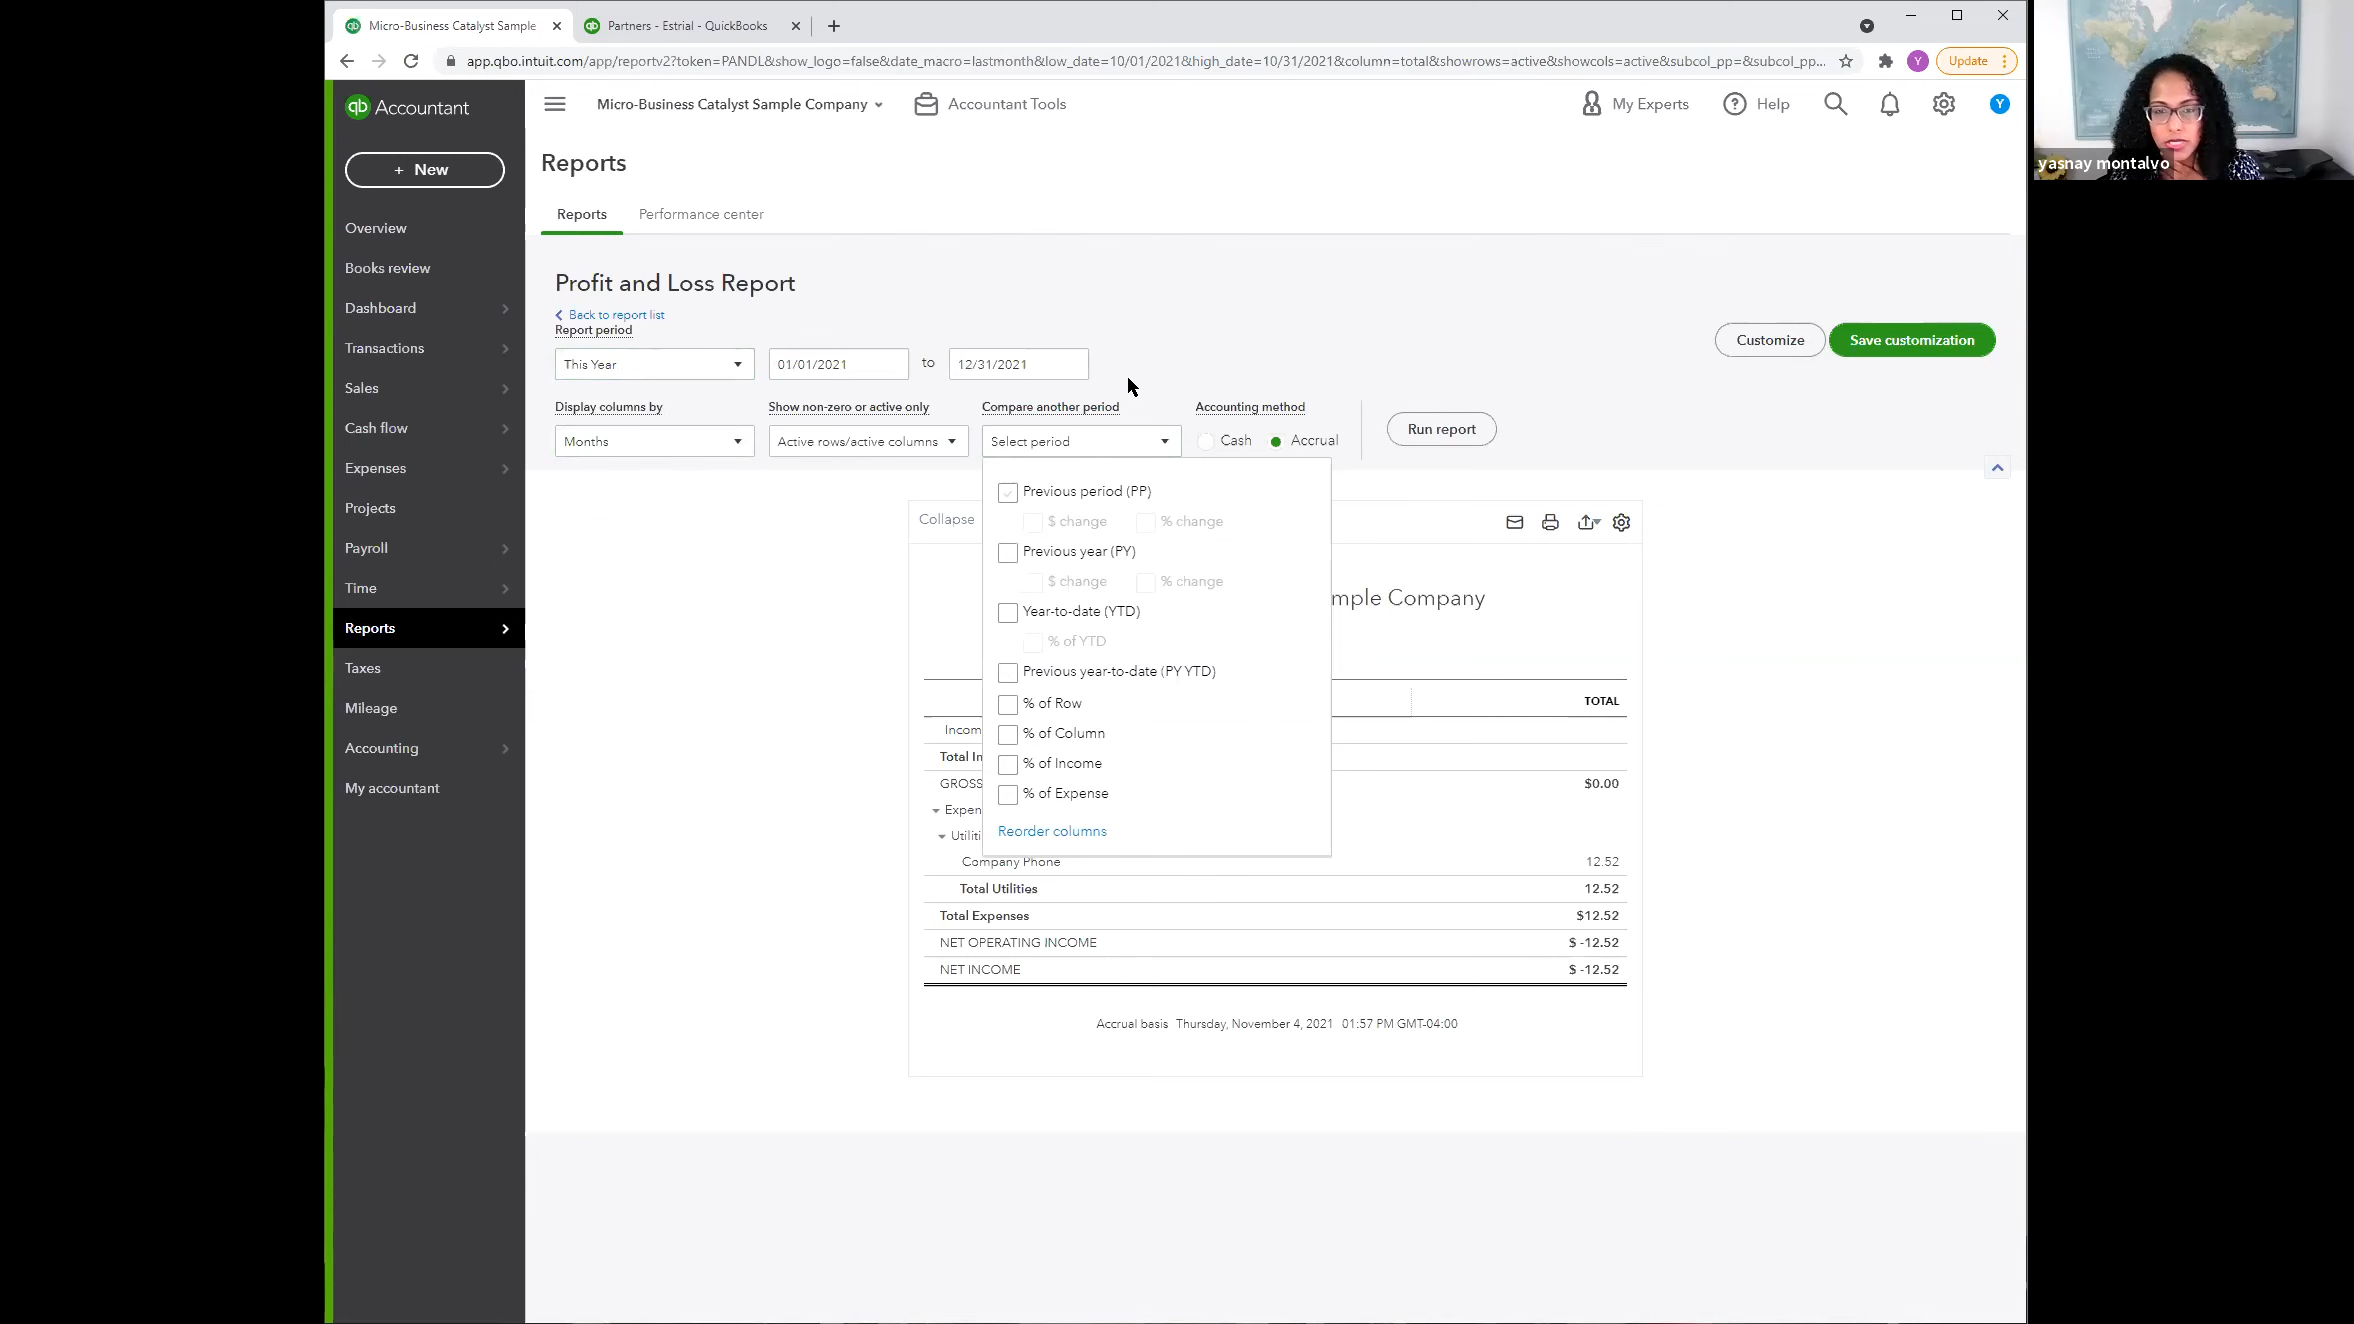 Micro-Business Catalyst Sample
Partners - Estrial - QuickBooks
app.qbo.intuit.com/app/reportv2?token=PANDL&show_logo=false&date_macro=lastmonth&low_date=10/01/2021&high_date=10/31/2021&column=total&showrows=active&showcols=active&subcol_pp=&subcol_pp...
Y
Update
qb Accountant
Micro-Business Catalyst Sample Company
Accountant Tools
My Experts
Help
Y
yasnay montalvo
+ New
Overview
Books review
Dashboard
Transactions
Sales
Cash flow
Expenses
Projects
Payroll
Time
Reports
Taxes
Mileage
Accounting
My accountant
Reports
Reports
Performance center
Profit and Loss Report
Back to report list
Report period
This Year
01/01/2021
to
12/31/2021
Customize
Save customization
Display columns by
Show non-zero or active only
Compare another period
Accounting method
Months
Active rows/active columns
Select period
Cash
Accrual
Run report
Previous period (PP)
$ change
% change
Previous year (PY)
$ change
% change
Year-to-date (YTD)
% of YTD
Previous year-to-date (PY YTD)
% of Row
% of Column
% of Income
% of Expense
Reorder columns
Collapse
mple Company
TOTAL
Incom
Total In
GROSS
$0.00
Expen
Utiliti
Company Phone
12.52
Total Utilities
12.52
Total Expenses
$12.52
NET OPERATING INCOME
$ -12.52
NET INCOME
$ -12.52
Accrual basis Thursday, November 4, 2021 01:57 PM GMT-04:00